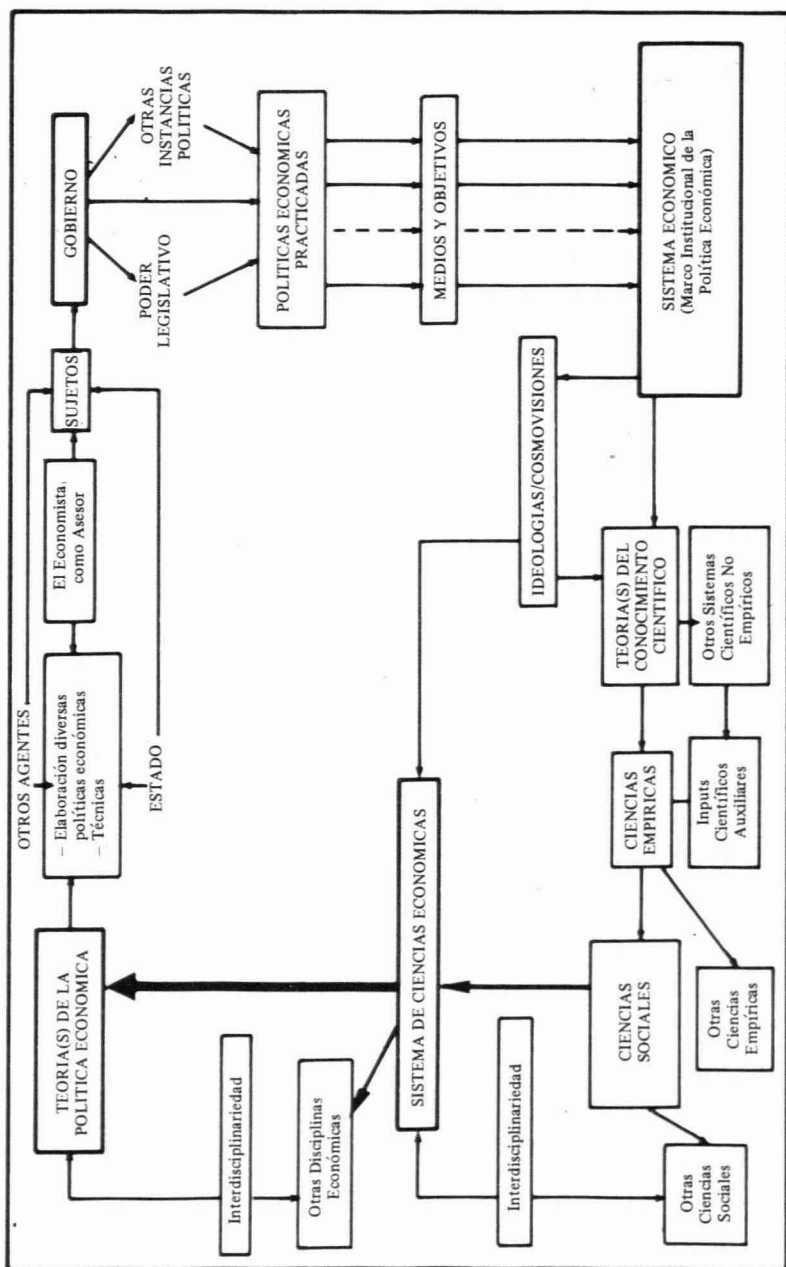 TEORIA(S) DE LA
POLITICA ECONOMICA
— Elaboración diversas
políticas económicas
— Técnicas
OTROS AGENTES
ESTADO
El Economista
como Asesor
SUJETOS
GOBIERNO
PODER
LEGISLATIVO
OTRAS
INSTANCIAS
POLITICAS
POLITICAS ECONOMICAS
PRACTICADAS
MEDIOS Y OBJETIVOS
SISTEMA ECONOMICO
(Marco Institucional de la
Política Económica)
IDEOLOGIAS/COSMOVISIONES
TEORIA(S) DEL
CONOCIMIENTO
CIENTIFICO
Otros Sistemas
Científicos No
Empíricos
CIENCIAS
EMPIRICAS
Inputs
Científicos
Auxiliares
CIENCIAS
SOCIALES
Otras
Ciencias
Empíricas
SISTEMA DE CIENCIAS ECONOMICAS
Interdisciplinariedad
Otras Disciplinas
Económicas
Interdisciplinariedad
Otras
Ciencias
Sociales